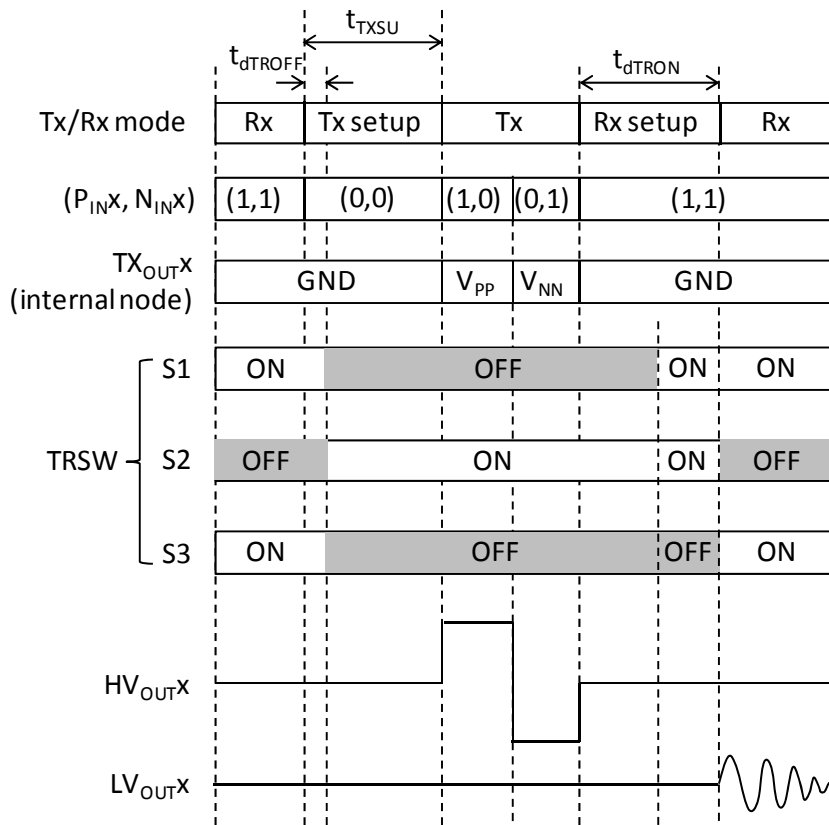 tTXSU
tdTROFF
tdTRON
Tx/Rx mode Rx Tx setup Tx Rx setup Rx
(PINx, NINx) (1,1) (0,0) (1,0) (0,1) (1,1)
TXOUTx
(internal node) GND VPP VNN GND
S1 ON OFF ON ON
TRSW S2 OFF ON ON OFF
S3 ON OFF OFF ON
HVOUTx
LVOUTx